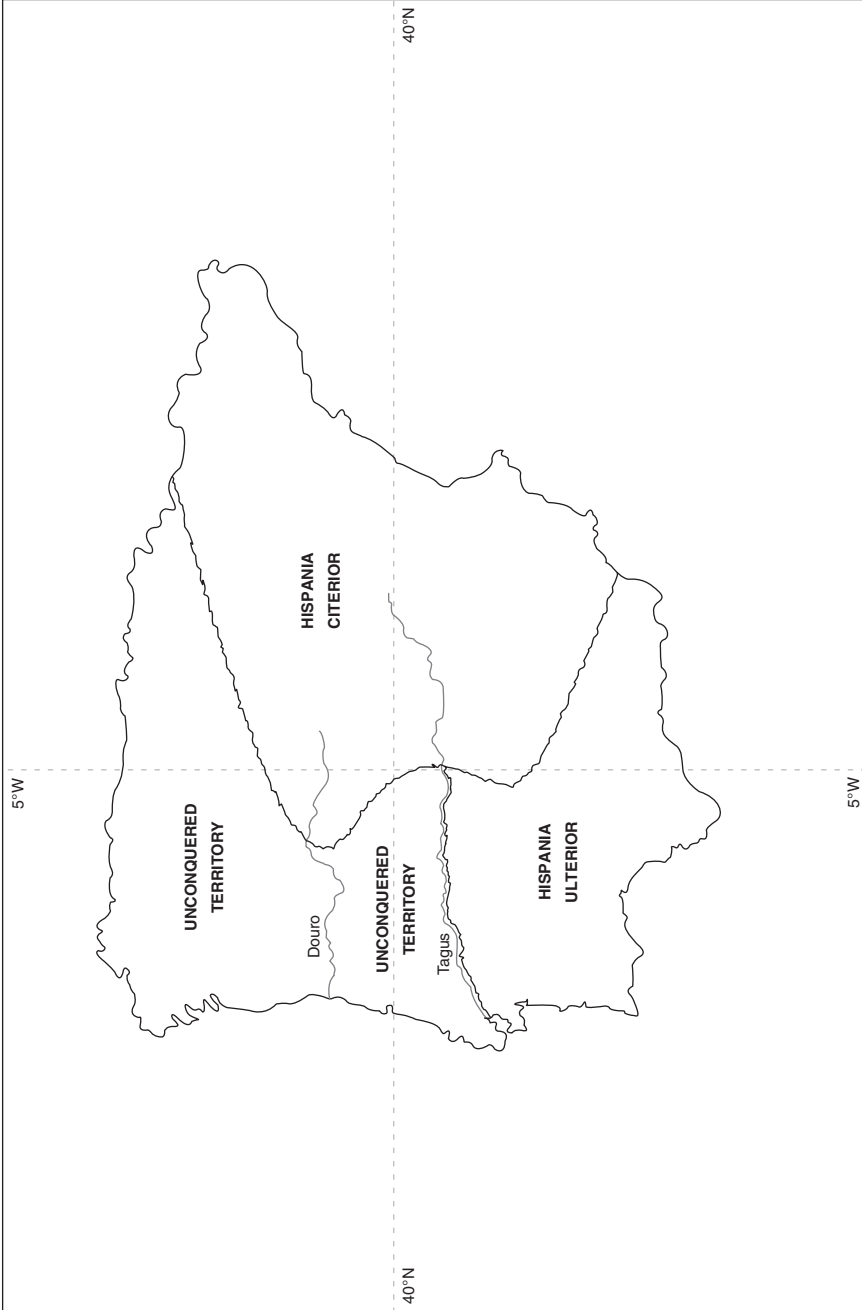 5°W
40°N
UNCONQUERED
TERRITORY
HISPANIA
CITERIOR
Douro
UNCONQUERED
TERRITORY
Tagus
HISPANIA
ULTERIOR
40°N
5°W